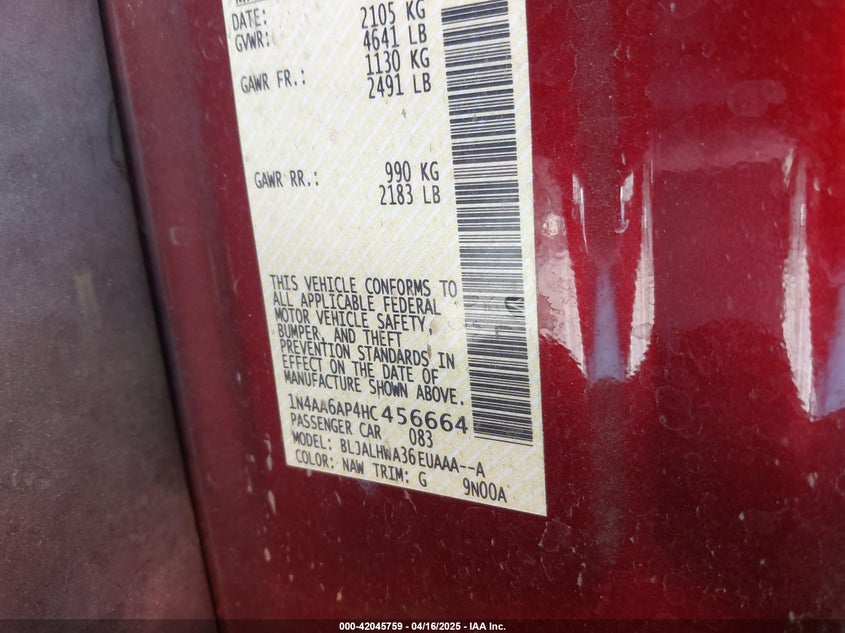 DATE: 2105 KG
GVWR: 4641 LB
1130 KG
GAWR FR.: 2491 LB
990 KG
GAWR RR.: 2183 LB
THIS VEHICLE CONFORMS TO
ALL APPLICABLE FEDERAL
MOTOR VEHICLE SAFETY,
BUMPER, AND THEFT
PREVENTION STANDARDS IN
EFFECT ON THE DATE OF
MANUFACTURE SHOWN ABOVE.
1N4AA6AP4HC456664
PASSENGER CAR 083
MODEL: BLJALHWA36EUAAA--A
COLOR: NAW TRIM: G 9N00A
000-42045759 - 04/16/2025 - IAA Inc.